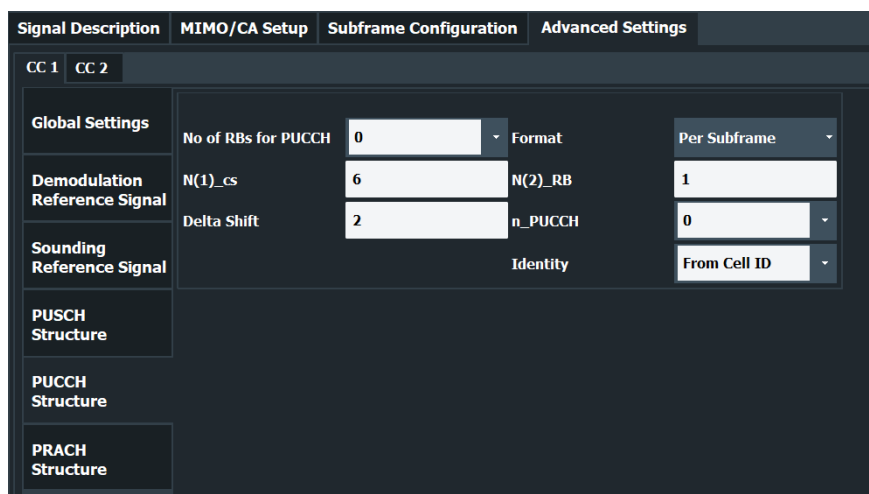 Signal Description MIMO/CA Setup Subframe Configuration Advanced Settings
CC 1 CC 2
Global Settings
Demodulation
Reference Signal
Sounding
Reference Signal
PUSCH
Structure
PUCCH
Structure
PRACH
Structure
No of RBs for PUCCH 0 Format Per Subframe
N(1)_cs 6 N(2)_RB 1
Delta Shift 2 n_PUCCH 0
Identity From Cell ID